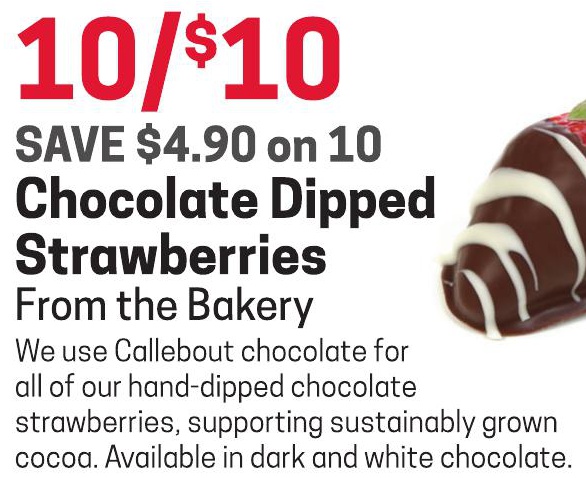 10/$10
SAVE $4.90 on 10
Chocolate Dipped
Strawberries
From the Bakery
We use Callebout chocolate for
all of our hand-dipped chocolate
strawberries, supporting sustainably grown
cocoa. Available in dark and white chocolate.